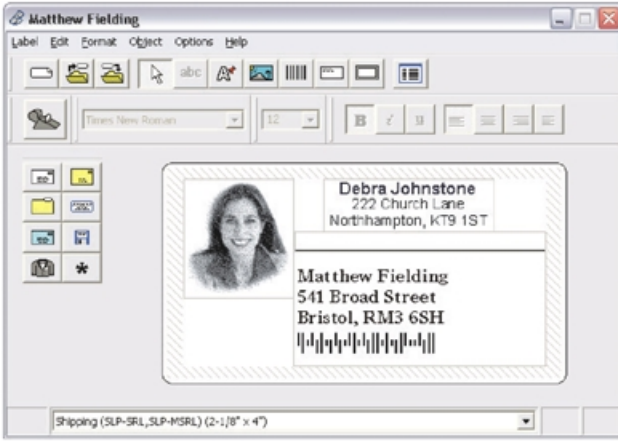 Matthew Fielding
Label Edit Format Object Options Help
abc A
Times New Roman 12 B i u
Debra Johnstone
222 Church Lane
Northhampton, KT9 1ST
Matthew Fielding
541 Broad Street
Bristol, RM3 6SH
*
Shipping (SLP-SRL,SLP-MSRL) (2-1/8" x 4")